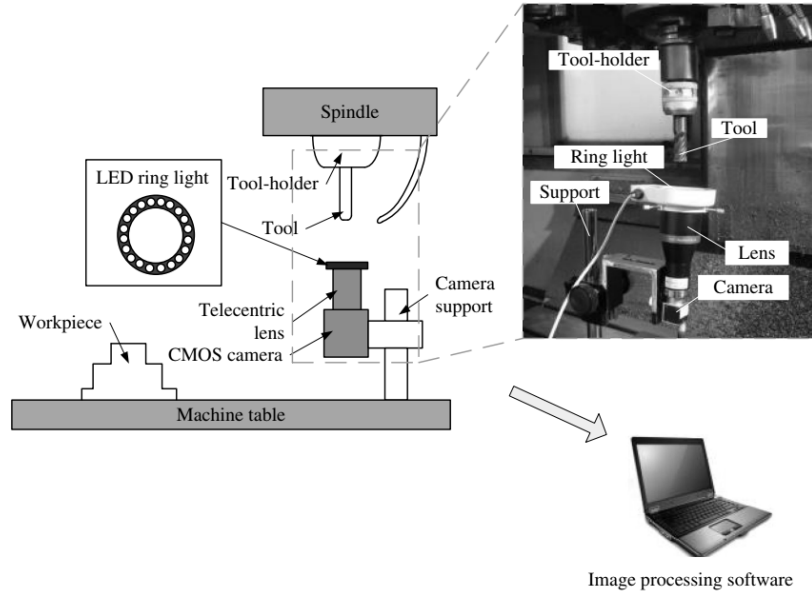 Spindle
LED ring light
Tool-holder
Tool
Telecentric
lens
CMOS camera
Camera
support
Workpiece
Machine table
Tool-holder
Tool
Ring light
Support
Lens
Camera
Image processing software